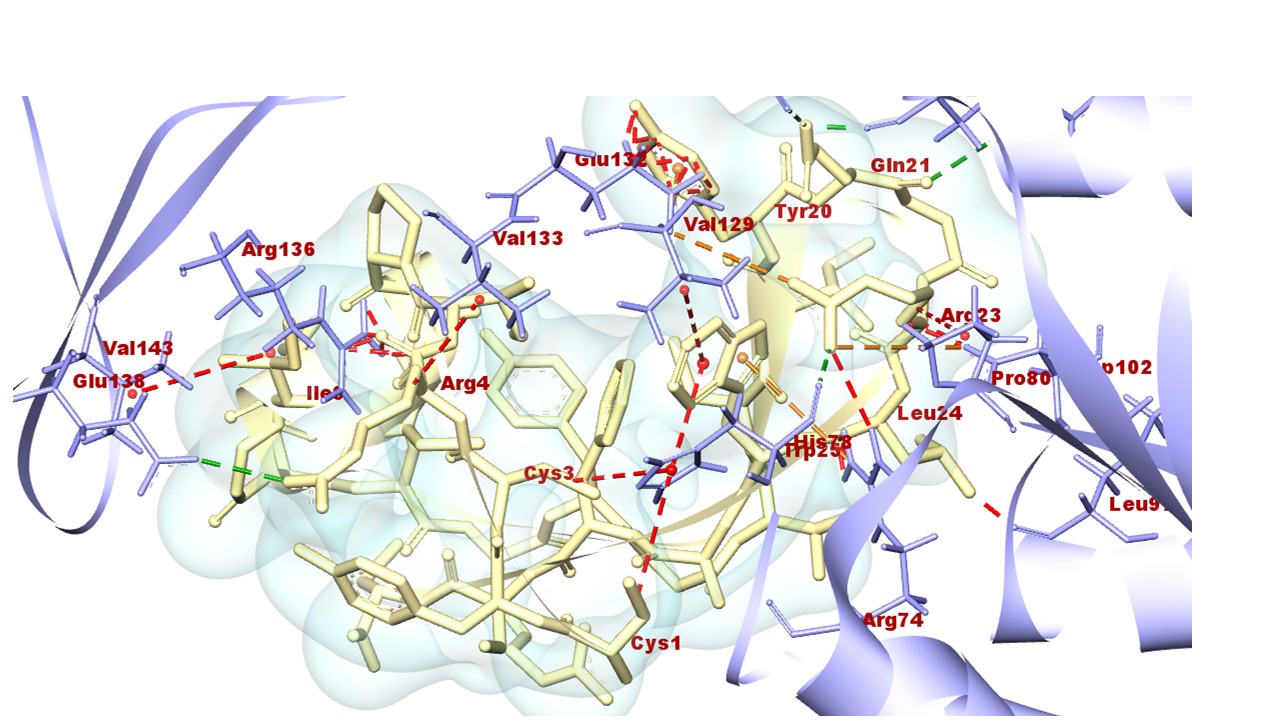 Glu132
Gln21
Tyr20
Val129
Val133
Arg136
Arg23
Val143
Pro80
Glu138
Arg4
Leu24
His78
Trp25
Cys3
Arg74
Cys1